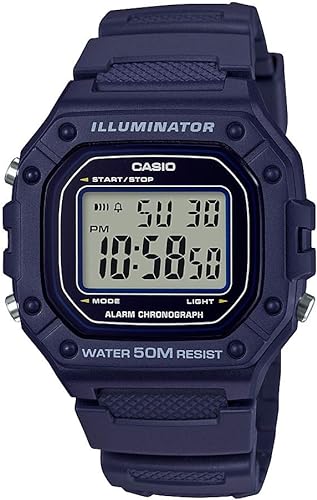 ILLUMINATOR
CASIO
START/STOP
SU 30
PM
10:58 50
MODE LIGHT
ALARM CHRONOGRAPH
WATER 50M RESIST